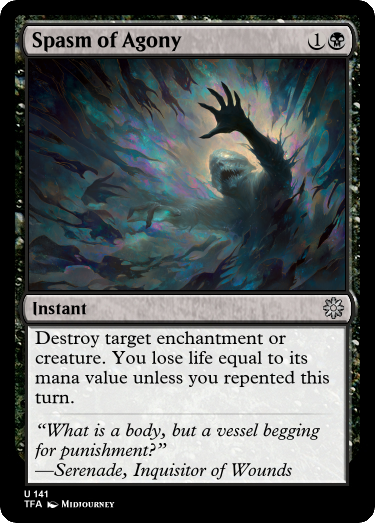 Spasm of Agony 1
Instant
Destroy target enchantment or
creature. You lose life equal to its
mana value unless you repented this
turn.
“What is a body, but a vessel begging
for punishment?”
—Serenade, Inquisitor of Wounds
U 141
TFA Midjourney